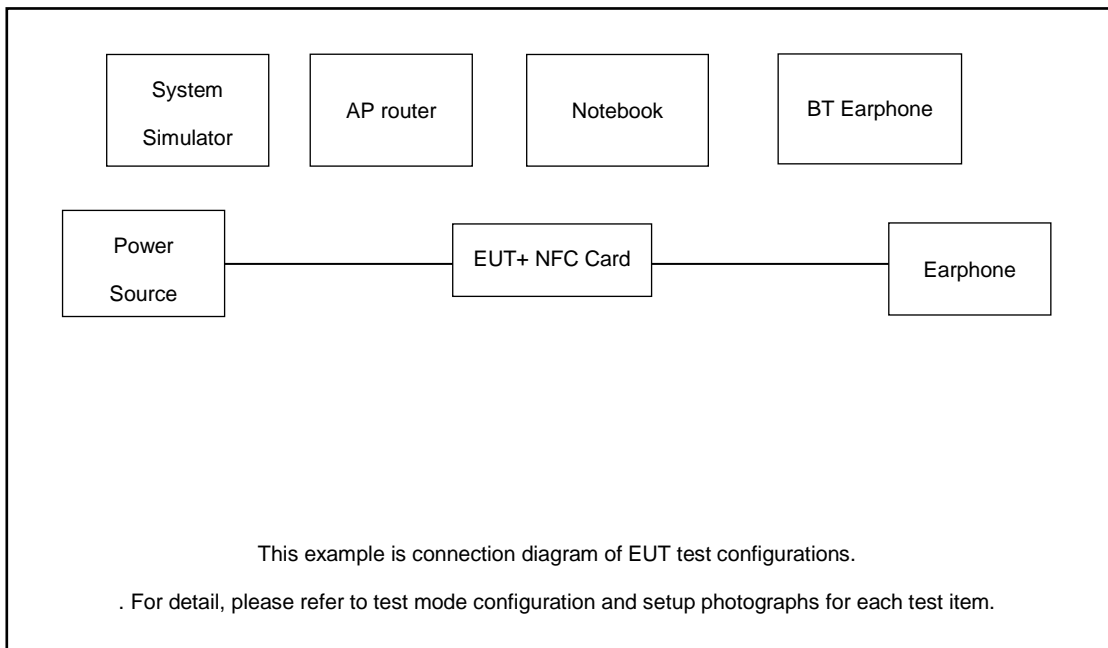 System
Simulator
AP router
Notebook
BT Earphone
Power
Source
EUT+ NFC Card
Earphone
This example is connection diagram of EUT test configurations.
. For detail, please refer to test mode configuration and setup photographs for each test item.